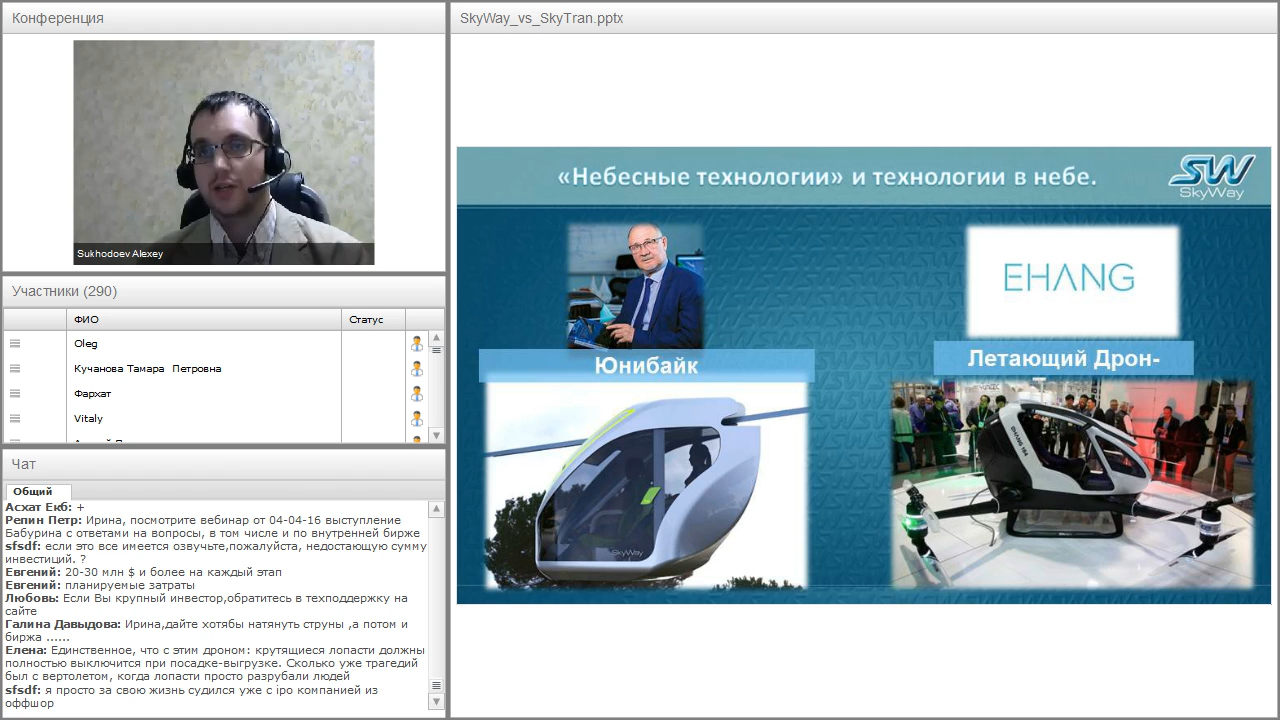 Конференция
Sukhodoev Alexey
Участники (290)
ФИО
Статус
Oleg
Кучанова Тамара Петровна
Фархат
Vitaly
Чат
Общий
Асхат Екб: +
Репин Петр: Ирина, посмотрите вебинар от 04-04-16 выступление
Бабурина с ответами на вопросы, в том числе и по внутренней бирже
sfsdf: если это все имеется озвучьте,пожалуйста, недостающую сумму
инвестиций. ?
Евгений: 20-30 млн $ и более на каждый этап
Евгений: планируемые затраты
Любовь: Если Вы крупный инвестор,обратитесь в техподдержку на
сайте
Галина Давыдова: Ирина,дайте хотябы натянуть струны ,а потом и
биржа ......
Елена: Единственное, что с этим дроном: крутящиеся лопасти должны
полностью выключится при посадке-выгрузке. Сколько уже трагедий
был с вертолетом, когда лопасти просто разрубали людей
sfsdf: я просто за свою жизнь судился уже с ipo компанией из
оффшор
SkyWay_vs_SkyTran.pptx
«Небесные технологии» и технологии в небе.
SW
SkyWay
EHANG
Юнибайк
Летающий Дрон-
SkyWay
EHANG 184